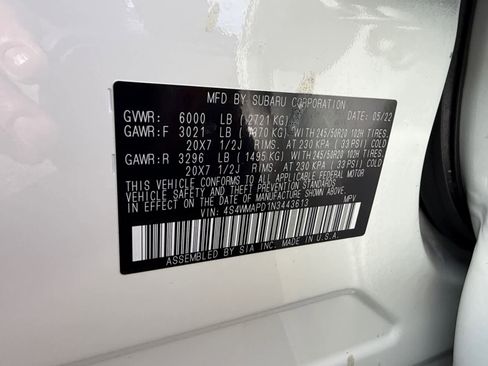 MFD BY SUBARU CORPORATION DATE: 05/22
GVWR: 6000 LB ( 2721 KG)
GAWR:F 3021 LB ( 1370 KG). WITH 245/50R20 102H TIRES.
20X7 1/2J RIMS. AT 230 KPA ( 33 PSI) COLD
GAWR:R 3296 LB ( 1495 KG). WITH 245/50R20 102H TIRES.
20X7 1/2J RIMS. AT 230 KPA ( 33 PSI) COLD
THIS VEHICLE CONFORMS TO ALL APPLICABLE FEDERAL MOTOR
VEHICLE SAFETY AND THEFT PREVENTION STANDARDS
IN EFFECT ON THE DATE OF MANUFACTURE SHOWN ABOVE.
VIN: 4S4WMAPD1N3443613 MPV
ASSEMBLED BY SIA INC. MADE IN U.S.A.